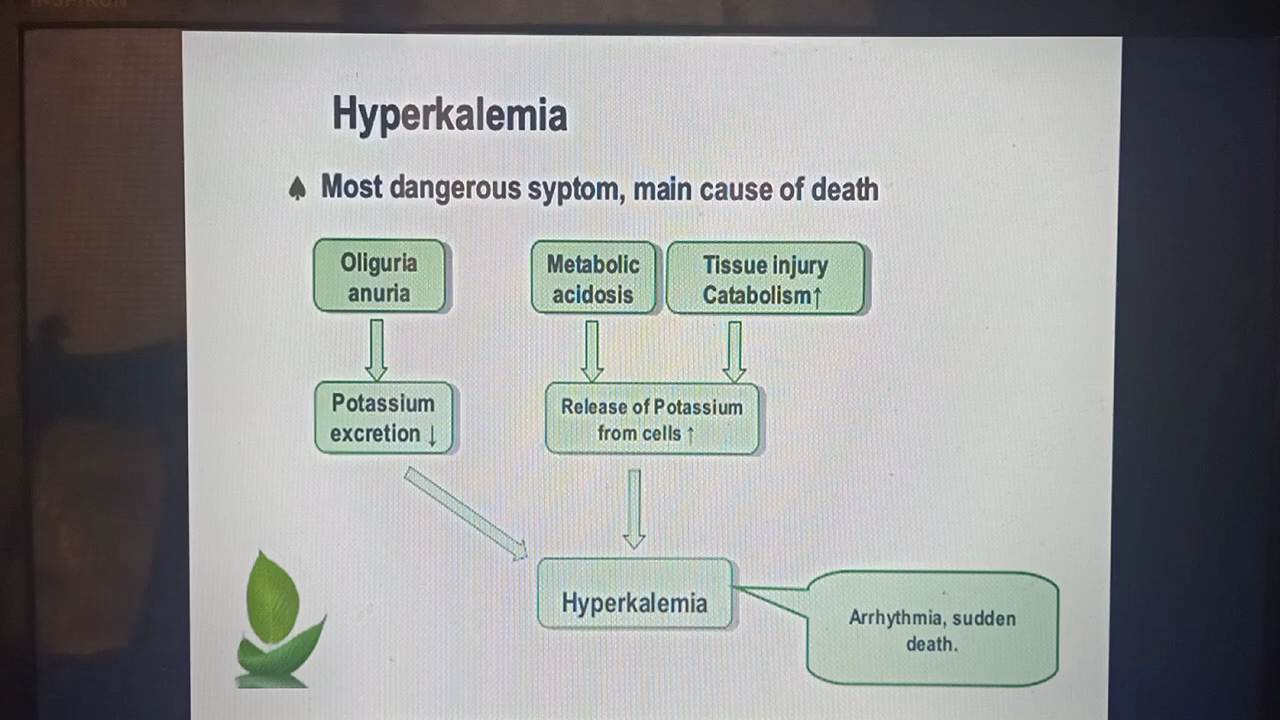 INSPIRON
Hyperkalemia
♠ Most dangerous syptom, main cause of death
Oliguria
anuria
Metabolic
acidosis
Tissue injury
Catabolism↑
Potassium
excretion ↓
Release of Potassium
from cells ↑
Hyperkalemia
Arrhythmia, sudden
death.